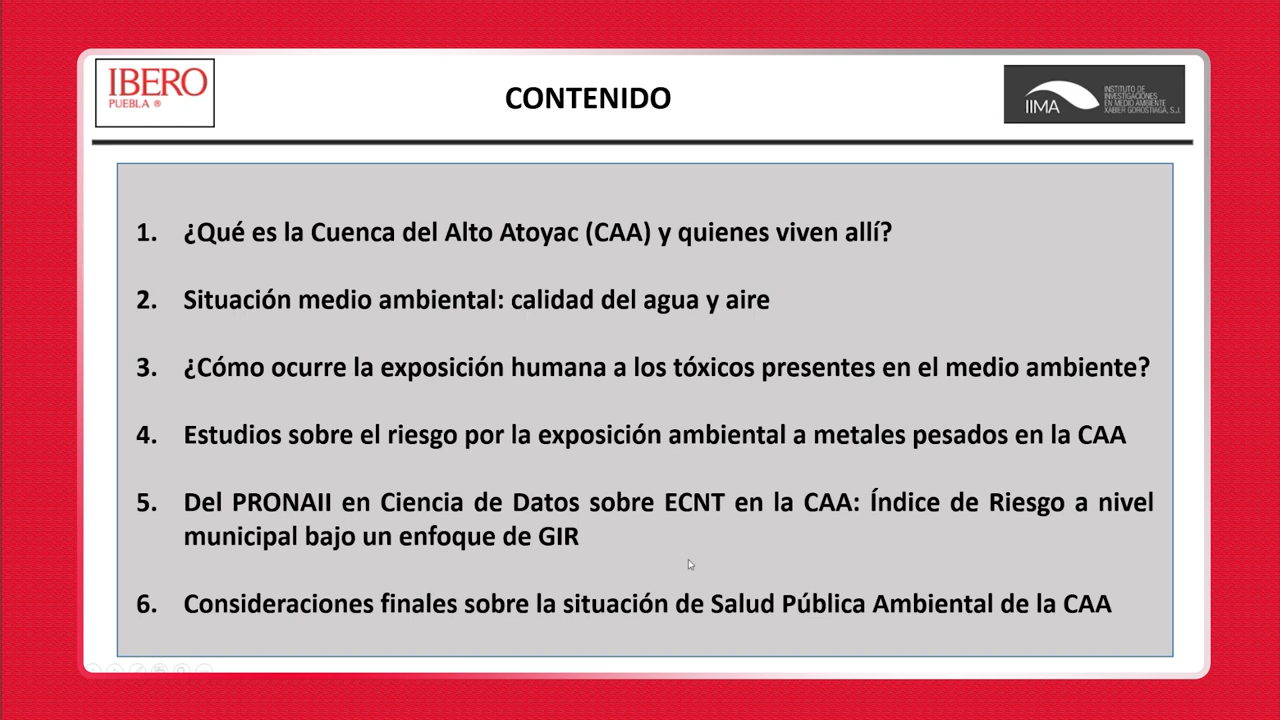 IBERO
PUEBLA ®
CONTENIDO
IIMA
INSTITUTO DE
INVESTIGACIONES
EN MEDIO AMBIENTE
XABIER GOROSTIAGA, S.J.
1. ¿Qué es la Cuenca del Alto Atoyac (CAA) y quienes viven allí?
2. Situación medio ambiental: calidad del agua y aire
3. ¿Cómo ocurre la exposición humana a los tóxicos presentes en el medio ambiente?
4. Estudios sobre el riesgo por la exposición ambiental a metales pesados en la CAA
5. Del PRONAII en Ciencia de Datos sobre ECNT en la CAA: Índice de Riesgo a nivel
municipal bajo un enfoque de GIR
6. Consideraciones finales sobre la situación de Salud Pública Ambiental de la CAA